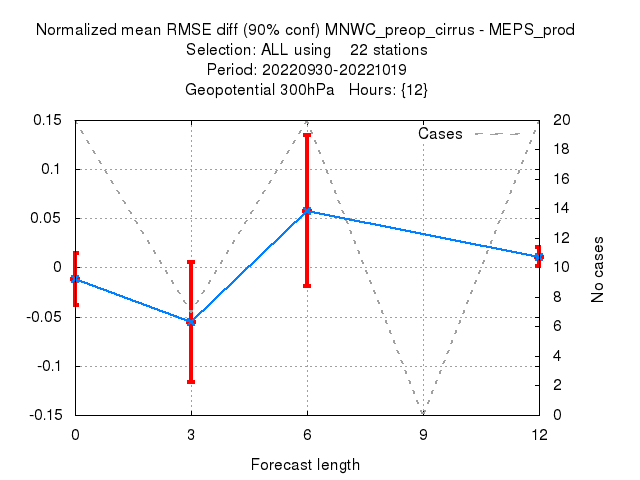 Normalized mean RMSE diff (90% conf) MNWC_preop_cirrus - MEPS_prod
Selection: ALL using    22 stations
Period: 20220930-20221019
Geopotential 300hPa   Hours: {12}
Cases
0.15
0.1
0.05
0
-0.05
-0.1
-0.15
20
18
16
14
12
10
8
6
4
2
0
No cases
0 3 6 9 12
Forecast length